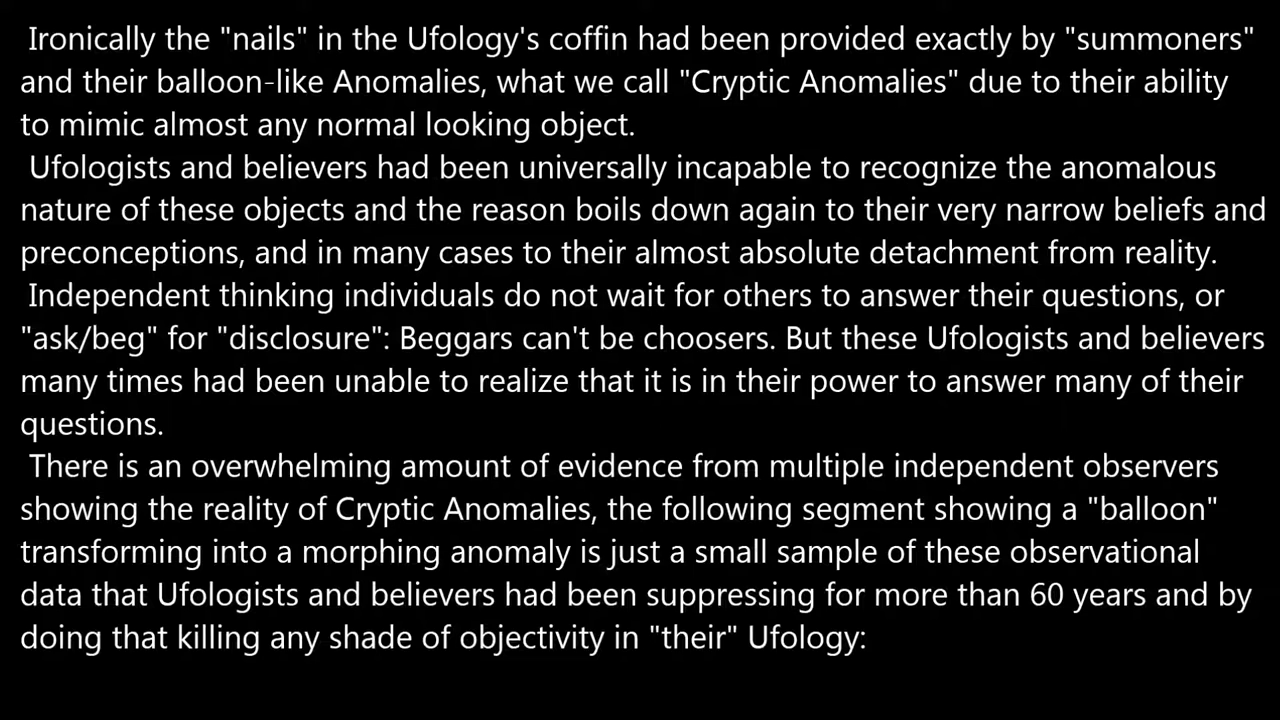 Ironically the "nails" in the Ufology's coffin had been provided exactly by "summoners"
and their balloon-like Anomalies, what we call "Cryptic Anomalies" due to their ability
to mimic almost any normal looking object.
Ufologists and believers had been universally incapable to recognize the anomalous
nature of these objects and the reason boils down again to their very narrow beliefs and
preconceptions, and in many cases to their almost absolute detachment from reality.
Independent thinking individuals do not wait for others to answer their questions, or
"ask/beg" for "disclosure": Beggars can't be choosers. But these Ufologists and believers
many times had been unable to realize that it is in their power to answer many of their
questions.
There is an overwhelming amount of evidence from multiple independent observers
showing the reality of Cryptic Anomalies, the following segment showing a "balloon"
transforming into a morphing anomaly is just a small sample of these observational
data that Ufologists and believers had been suppressing for more than 60 years and by
doing that killing any shade of objectivity in "their" Ufology: